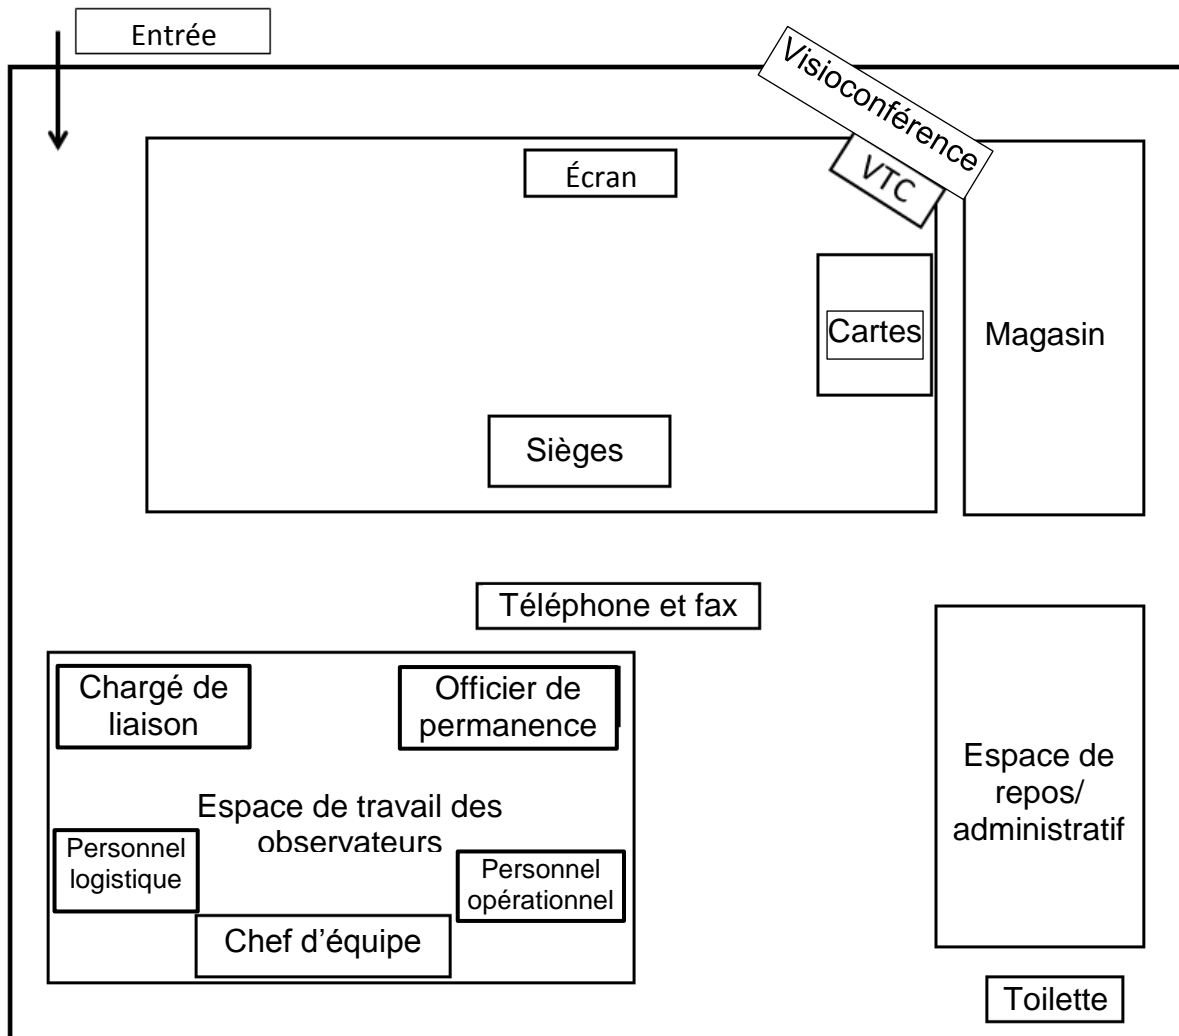 Entrée
Visioconférence
VTC
Écran
Cartes
Magasin
Sièges
Téléphone et fax
Chargé de
liaison
Officier de
permanence
Espace de travail des
observateurs
Personnel
logistique
Personnel
opérationnel
Chef d’équipe
Espace de
repos/
administratif
Toilette